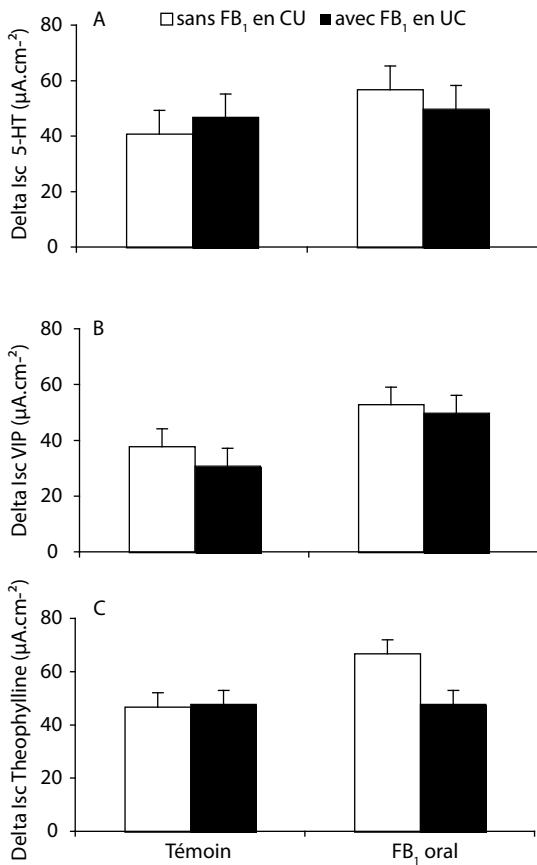 A
sans FB₁ en CU avec FB₁ en UC
Delta Isc 5-HT (µA.cm-²)
80
60
40
20
0
B
Delta Isc VIP (µA.cm-²)
80
60
40
20
0
C
Delta Isc Theophylline (µA.cm-²)
80
60
40
20
0
Témoin FB₁ oral